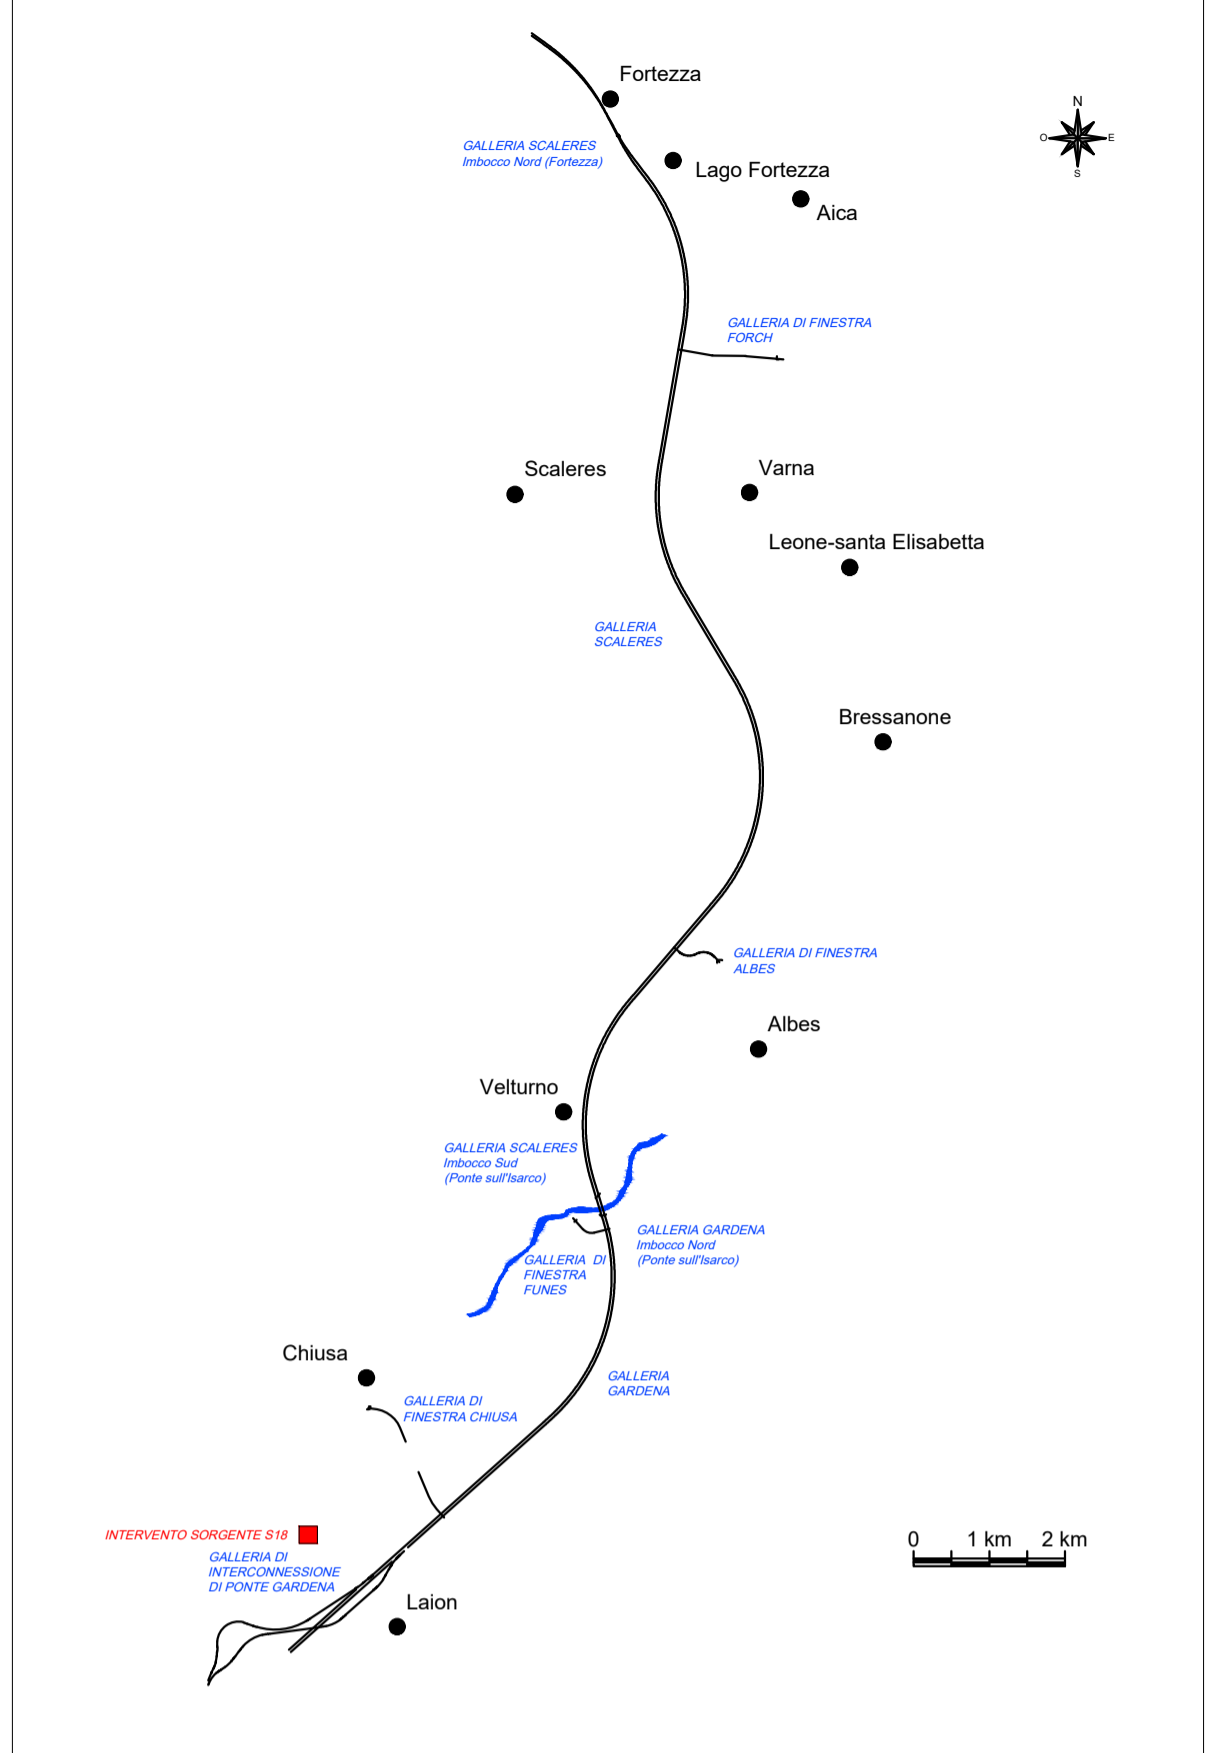 Fortezza
N
O
E
S
GALLERIA SCALERES
Imbocco Nord (Fortezza)
Lago Fortezza
Aica
GALLERIA DI FINESTRA
FORCH
Scaleres
Varna
Leone-santa Elisabetta
GALLERIA
SCALERES
Bressanone
GALLERIA DI FINESTRA
ALBES
Albes
Velturno
GALLERIA SCALERES
Imbocco Sud
(Ponte sull'Isarco)
GALLERIA GARDENA
Imbocco Nord
(Ponte sull'Isarco)
GALLERIA DI
FINESTRA
FUNES
Chiusa
GALLERIA
GARDENA
GALLERIA DI
FINESTRA CHIUSA
INTERVENTO SORGENTE S18
0 1 km 2 km
GALLERIA DI
INTERCONNESSIONE
DI PONTE GARDENA
Laion